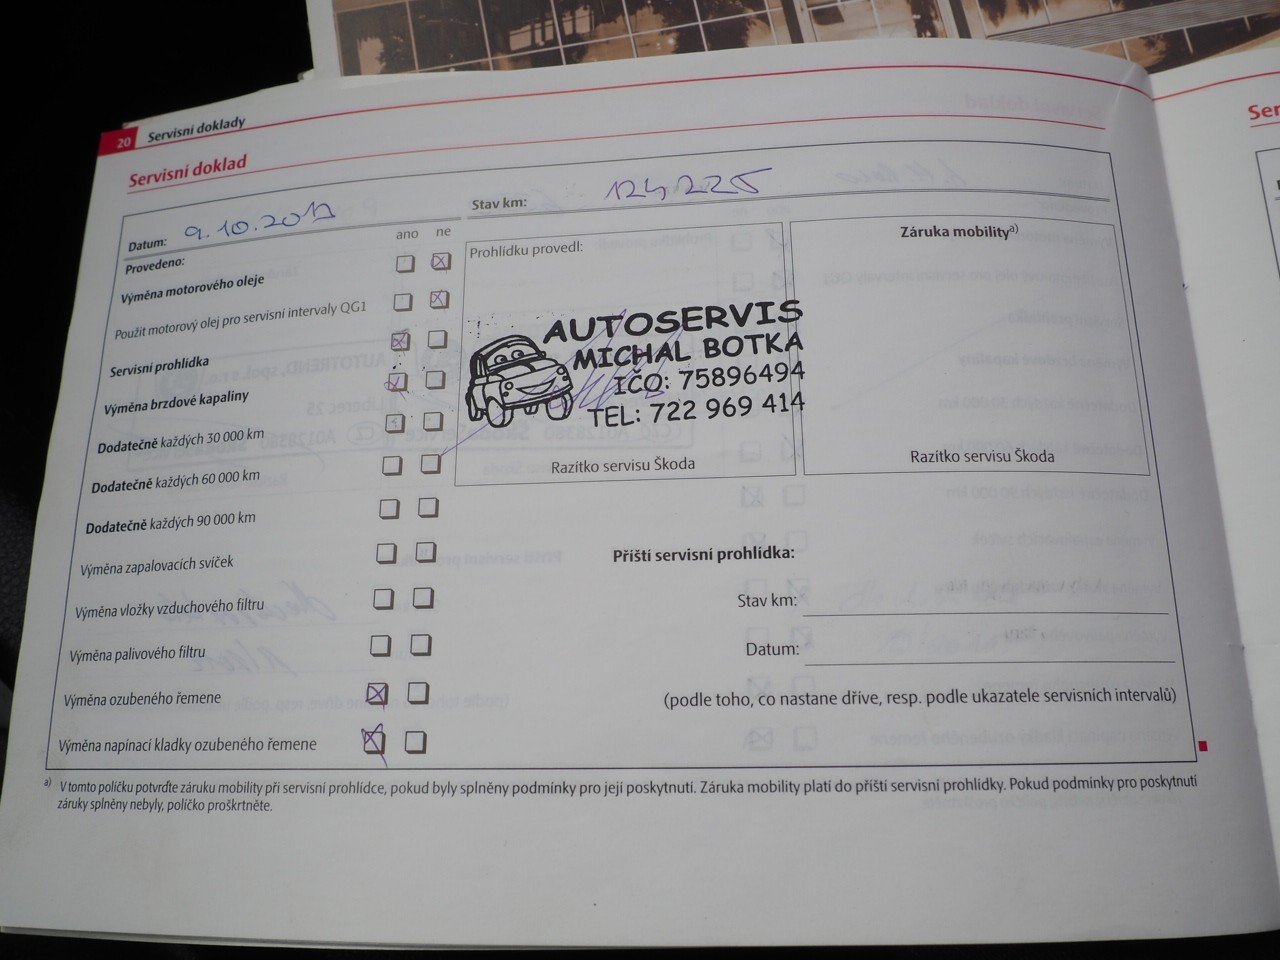 20 Servisní doklady
Servisní doklad
Datum: 9.10.2017
Stav km: 124,225
Provedeno:
ano ne
Výměna motorového oleje
Použit motorový olej pro servisní intervaly QG1
Servisní prohlídka
Výměna brzdové kapaliny
Dodatečně každých 30 000 km
Dodatečně každých 60 000 km
Dodatečně každých 90 000 km
Výměna zapalovacích svíček
Výměna vložky vzduchového filtru
Výměna palivového filtru
Výměna ozubeného řemene
Výměna napínací kladky ozubeného řemene
Prohlídku provedl:
AUTOSERVIS
MICHAL BOTKA
IČO: 75896494
TEL: 722 969 414
Razítko servisu Škoda
Záruka mobility a)
Razítko servisu Škoda
Příští servisní prohlídka:
Stav km:
Datum:
(podle toho, co nastane dříve, resp. podle ukazatele servisních intervalů)
a) V tomto políčku potvrďte záruku mobility při servisní prohlídce, pokud byly splněny podmínky pro její poskytnutí. Záruka mobility platí do příští servisní prohlídky. Pokud podmínky pro poskytnutí
záruky splněny nebyly, políčko proškrtněte.
Ser